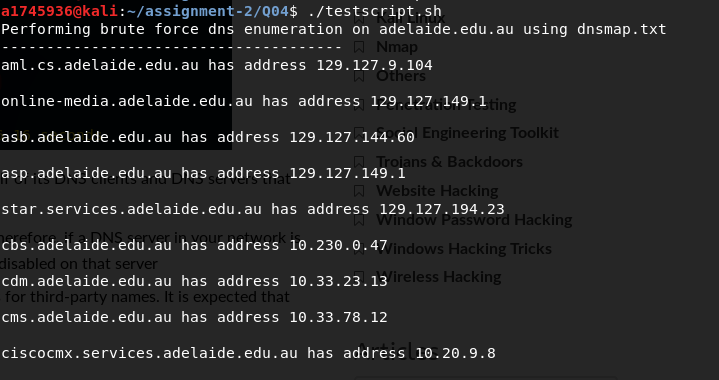 a1745936@kali:~/assignment-2/Q04$ ./testscript.sh
Performing brute force dns enumeration on adelaide.edu.au using dnsmap.txt
---------------------------------------
aml.cs.adelaide.edu.au has address 129.127.9.104
online-media.adelaide.edu.au has address 129.127.149.1
asb.adelaide.edu.au has address 129.127.144.60
asp.adelaide.edu.au has address 129.127.149.1
star.services.adelaide.edu.au has address 129.127.194.23
cbs.adelaide.edu.au has address 10.230.0.47
cdm.adelaide.edu.au has address 10.33.23.13
cms.adelaide.edu.au has address 10.33.78.12
ciscocmx.services.adelaide.edu.au has address 10.20.9.8
of its DNS clients and DNS servers that
herefore, if a DNS server in your network is
disabled on that server
for third-party names. It is expected that
Kali Linux
Nmap
Others
Penetration Testing
Social Engineering Toolkit
Trojans & Backdoors
Website Hacking
Window Password Hacking
Windows Hacking Tricks
Wireless Hacking
Articles